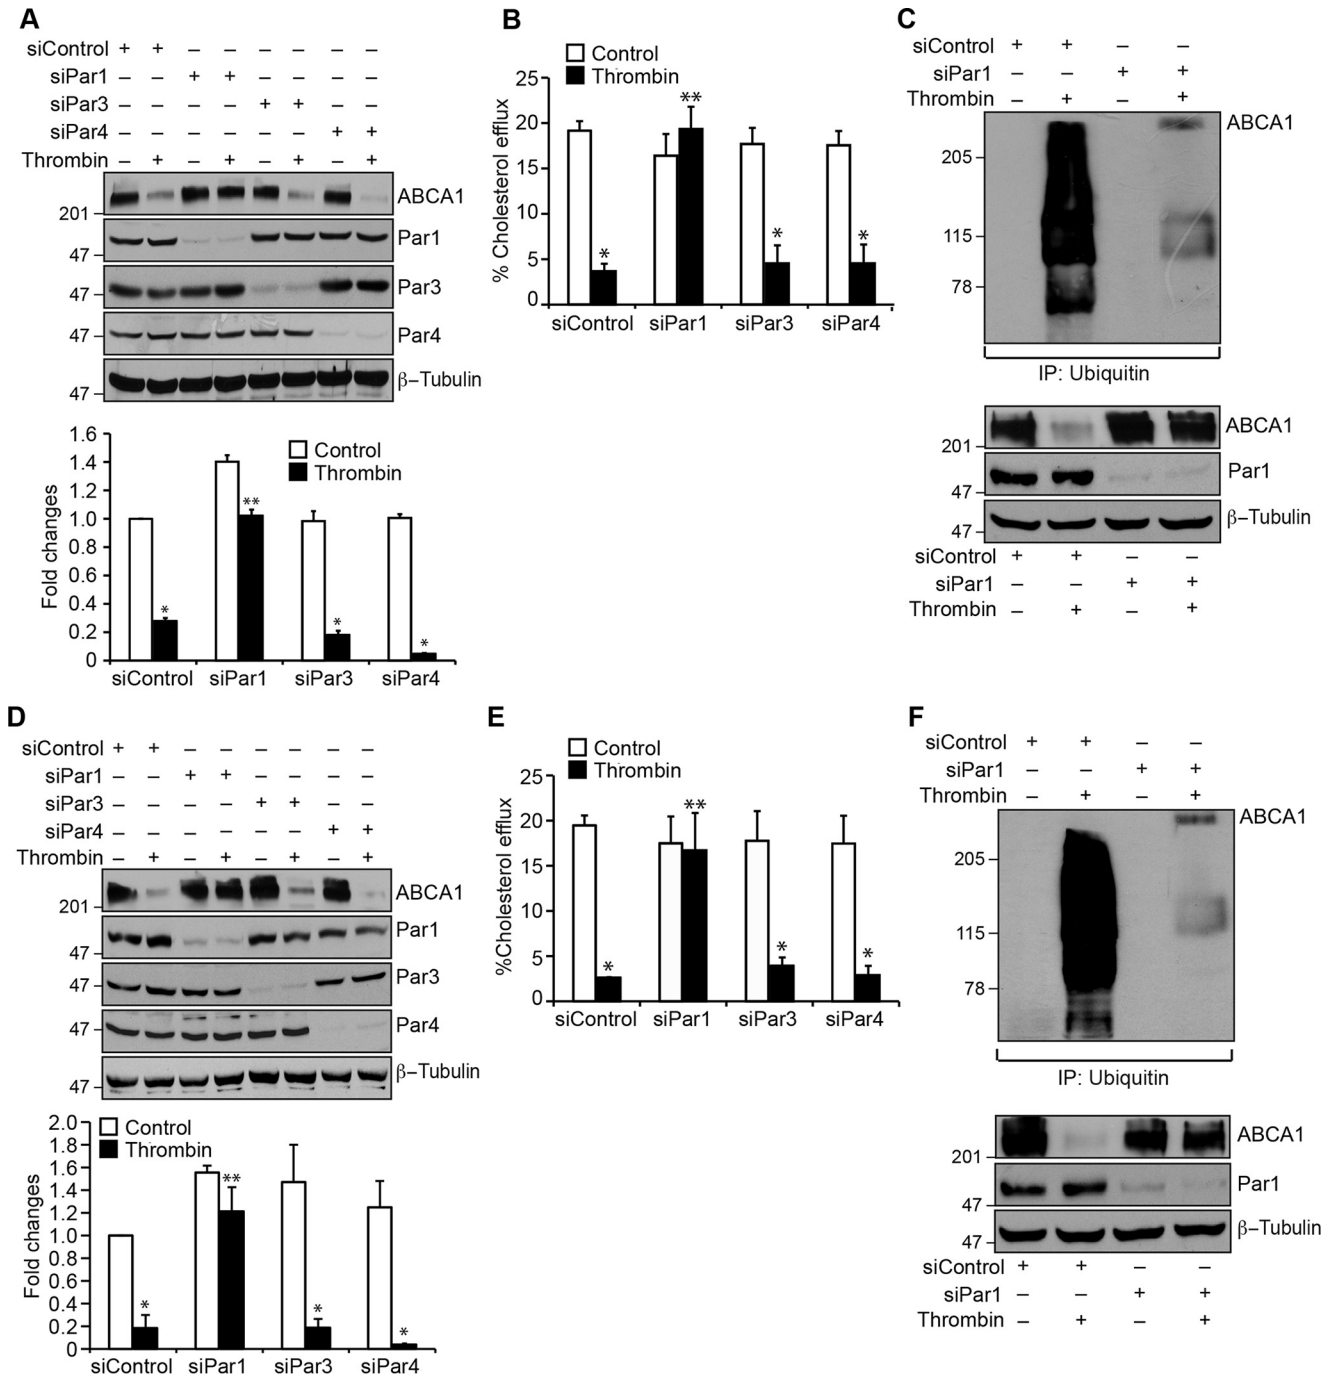 A
siControl + + – – – – – –
siPar1 – – + + – – – –
siPar3 – – – – + + – –
siPar4 – – – – – – + +
Thrombin – + – + – + – +
ABCA1
201
Par1
47
Par3
47
Par4
47
β–Tubulin
47
Control
Thrombin
Fold changes
1.6
1.4
1.2
1.0
0.8
0.6
0.4
0.2
0
* ** * *
siControl siPar1 siPar3 siPar4
B
Control
Thrombin
% Cholesterol efflux
25
20
15
10
5
0
* ** * *
siControl siPar1 siPar3 siPar4
C
siControl + + – –
siPar1 – – + +
Thrombin – + – +
ABCA1
205
115
78
IP: Ubiquitin
ABCA1
201
Par1
47
β–Tubulin
47
siControl + + – –
siPar1 – – + +
Thrombin – + – +
D
siControl + + – – – – – –
siPar1 – – + + – – – –
siPar3 – – – – + + – –
siPar4 – – – – – – + +
Thrombin – + – + – + – +
ABCA1
201
Par1
47
Par3
47
Par4
47
β–Tubulin
47
Control
Thrombin
Fold changes
2.0
1.8
1.6
1.4
1.2
1.0
0.8
0.6
0.4
0.2
0
* ** * *
siControl siPar1 siPar3 siPar4
E
Control
Thrombin
%Cholesterol efflux
25
20
15
10
5
0
* ** * *
siControl siPar1 siPar3 siPar4
F
siControl + + – –
siPar1 – – + +
Thrombin – + – +
ABCA1
205
115
78
IP: Ubiquitin
ABCA1
201
Par1
47
β–Tubulin
47
siControl + + – –
siPar1 – – + +
Thrombin – + – +